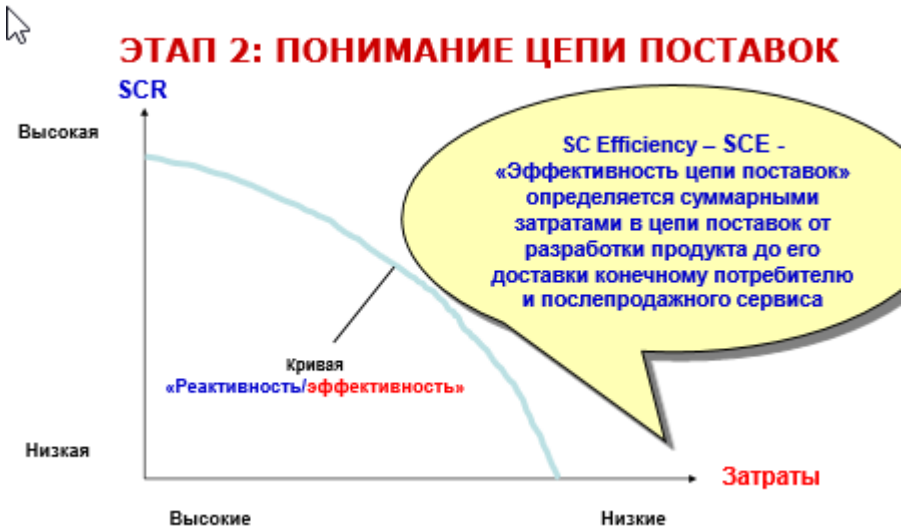 ЭТАП 2: ПОНИМАНИЕ ЦЕПИ ПОСТАВОК
SCR
Высокая
SC Efficiency – SCE -
«Эффективность цепи поставок»
определяется суммарными
затратами в цепи поставок от
разработки продукта до его
доставки конечному потребителю
и послепродажного сервиса
Кривая
«Реактивность/эффективность»
Низкая
Затраты
Высокие
Низкие